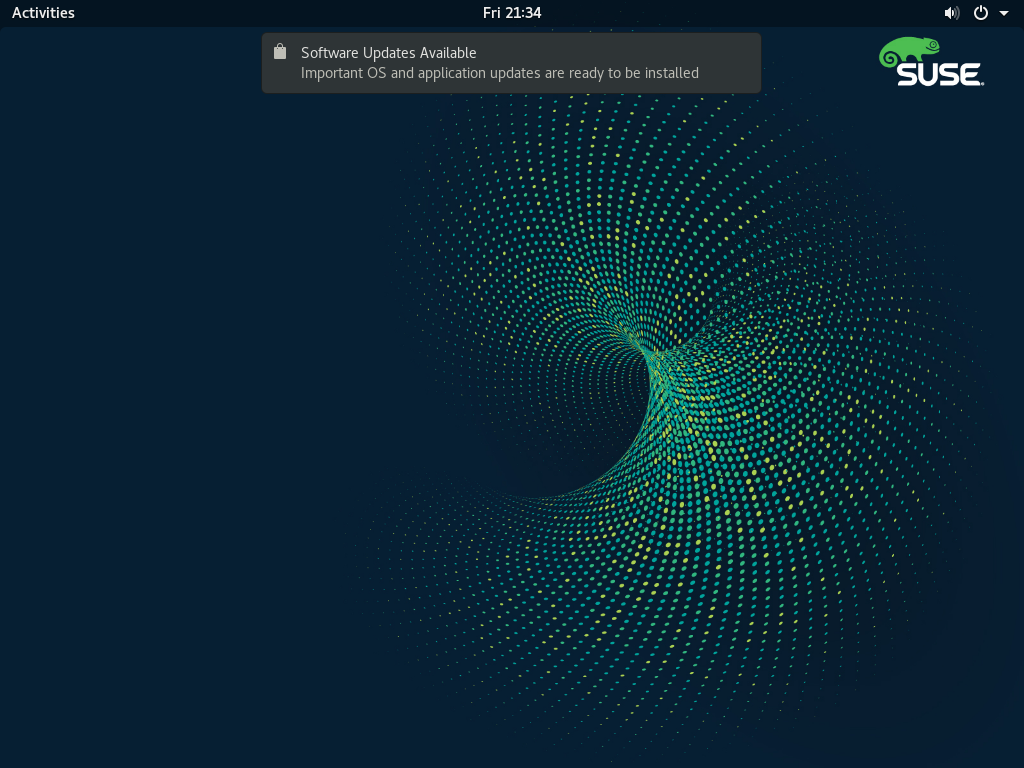 Activities
Fri 21:34
Software Updates Available
Important OS and application updates are ready to be installed
SUSE